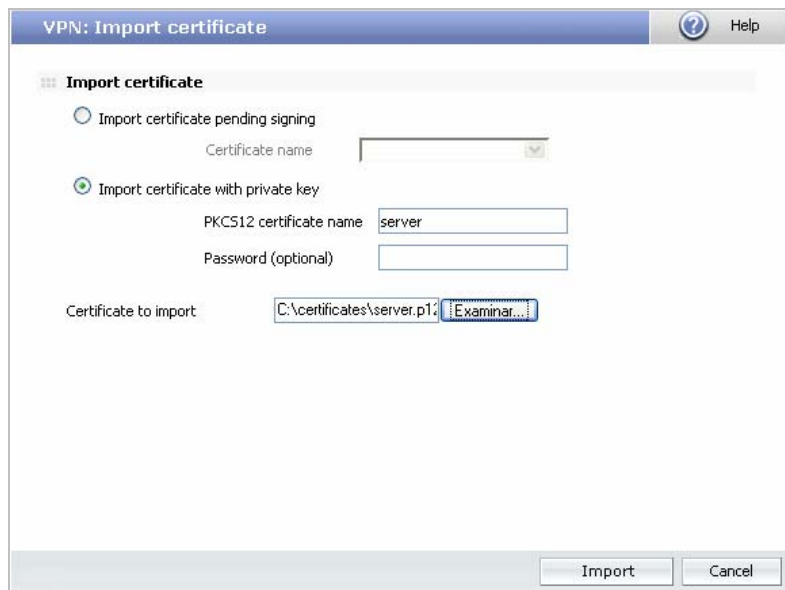 VPN: Import certificate
Help
Import certificate
Import certificate pending signing
Certificate name
Import certificate with private key
PKCS12 certificate name server
Password (optional)
Certificate to import C:\certificates\server.p12 Examinar...
Import Cancel